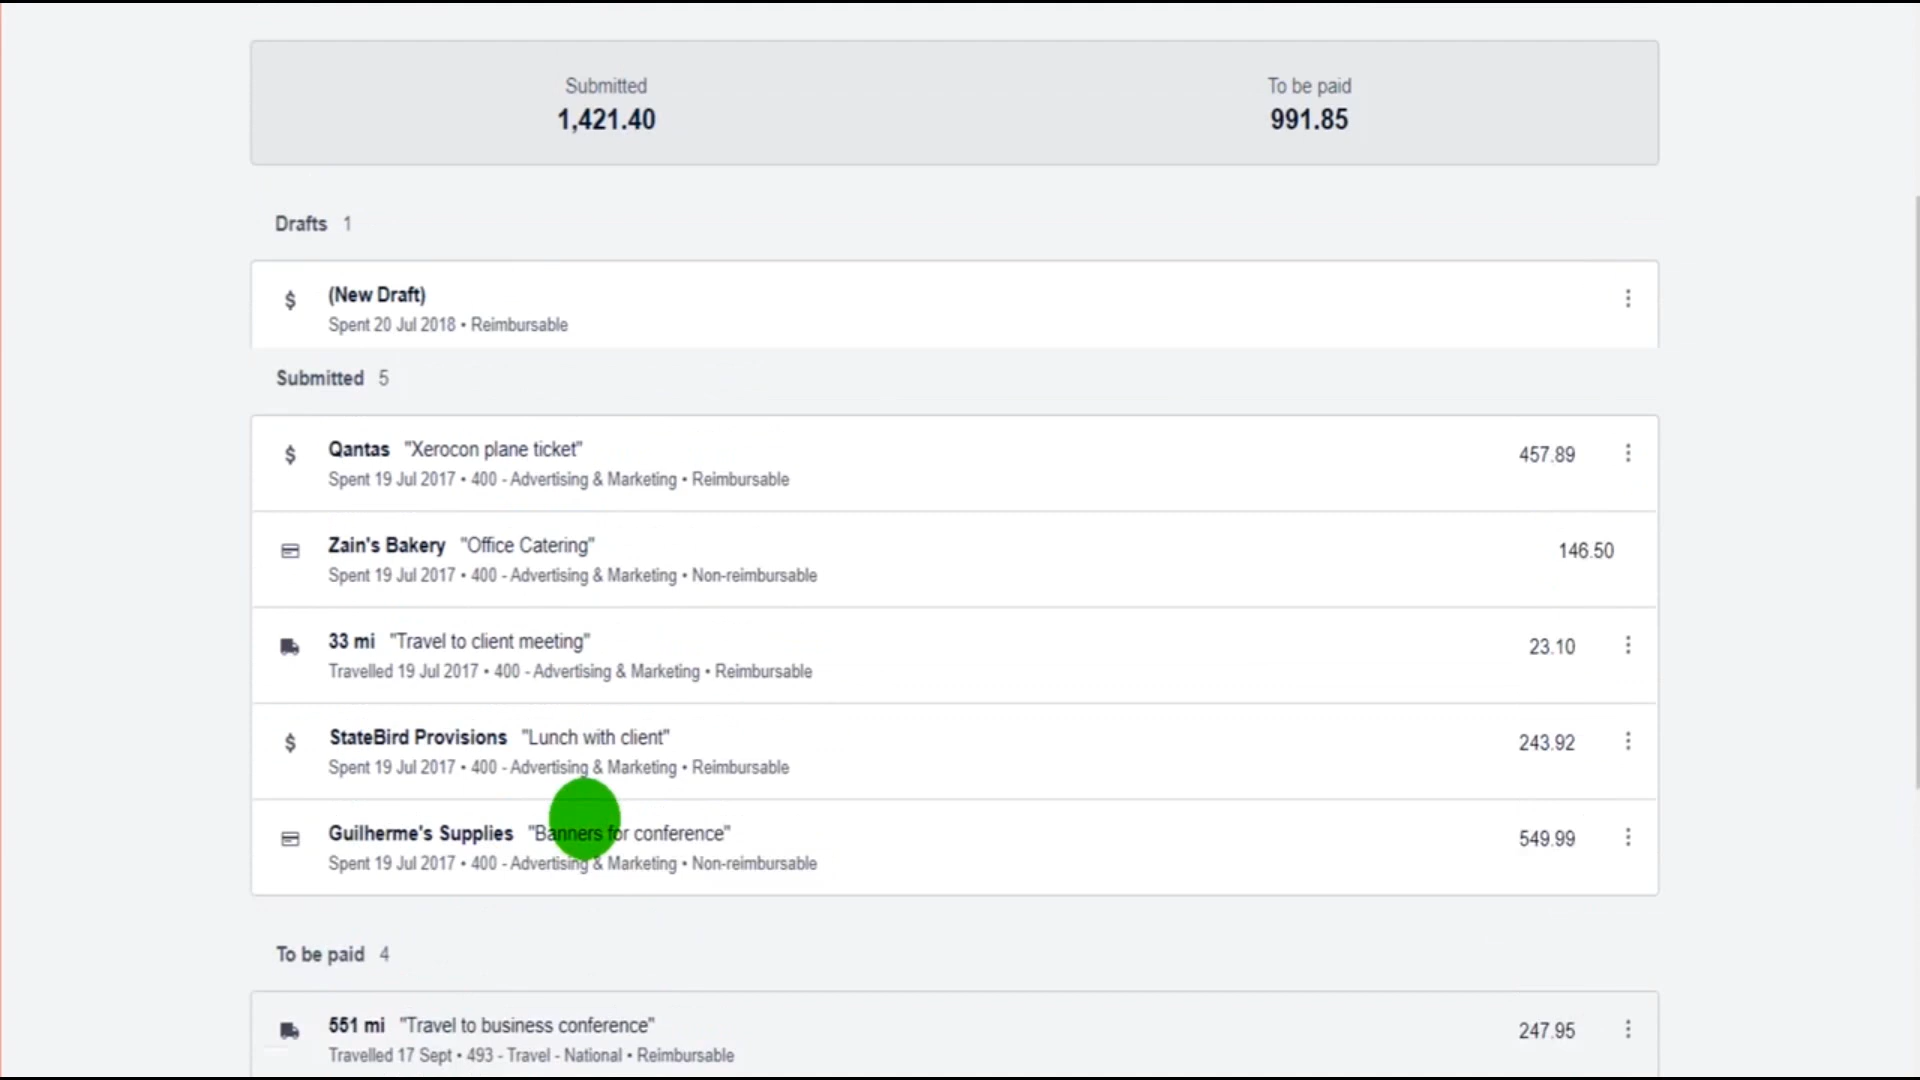 Submitted
1,421.40
To be paid
991.85
Drafts 1
(New Draft)
Spent 20 Jul 2018 • Reimbursable
Submitted 5
Qantas "Xerocon plane ticket" 457.89
Spent 19 Jul 2017 • 400 - Advertising & Marketing • Reimbursable
Zain's Bakery "Office Catering" 146.50
Spent 19 Jul 2017 • 400 - Advertising & Marketing • Non-reimbursable
33 mi "Travel to client meeting" 23.10
Travelled 19 Jul 2017 • 400 - Advertising & Marketing • Reimbursable
StateBird Provisions "Lunch with client" 243.92
Spent 19 Jul 2017 • 400 - Advertising & Marketing • Reimbursable
Guilherme's Supplies "Banners for conference" 549.99
Spent 19 Jul 2017 • 400 - Advertising & Marketing • Non-reimbursable
To be paid 4
551 mi "Travel to business conference" 247.95
Travelled 17 Sept • 493 - Travel - National • Reimbursable